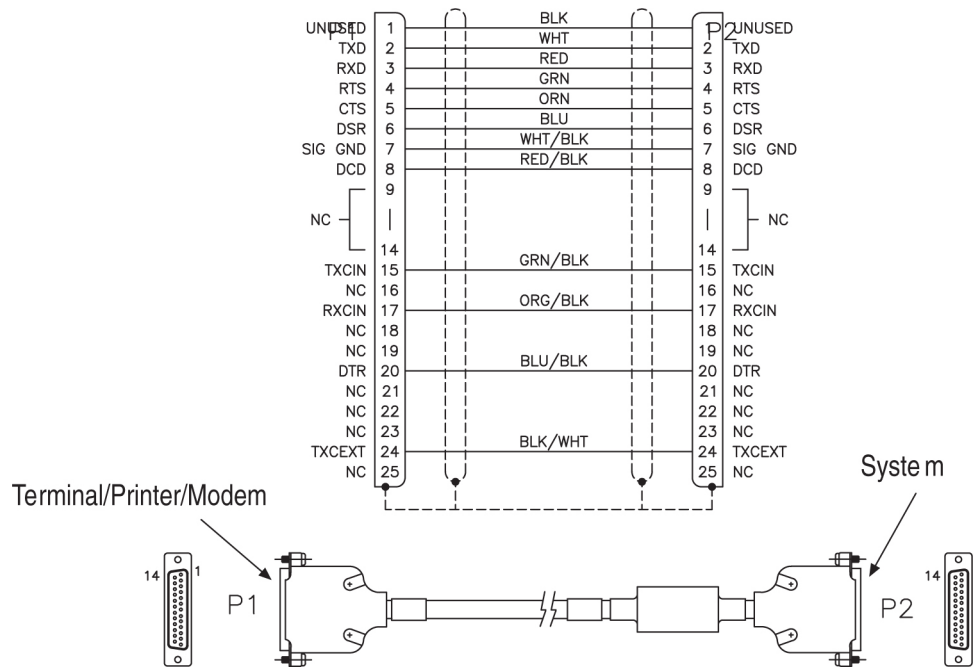 P1 P2
UNUSED 1 BLK 1 UNUSED
TXD 2 WHT 2 TXD
RXD 3 RED 3 RXD
RTS 4 GRN 4 RTS
CTS 5 ORN 5 CTS
DSR 6 BLU 6 DSR
SIG GND 7 WHT/BLK 7 SIG GND
DCD 8 RED/BLK 8 DCD
9 9
NC NC
14 14
TXCIN 15 GRN/BLK 15 TXCIN
NC 16 16 NC
RXCIN 17 ORG/BLK 17 RXCIN
NC 18 18 NC
NC 19 19 NC
DTR 20 BLU/BLK 20 DTR
NC 21 21 NC
NC 22 22 NC
NC 23 23 NC
TXCEXT 24 BLK/WHT 24 TXCEXT
NC 25 25 NC
Terminal/Printer/Modem
System
14 1
P1
P2
14